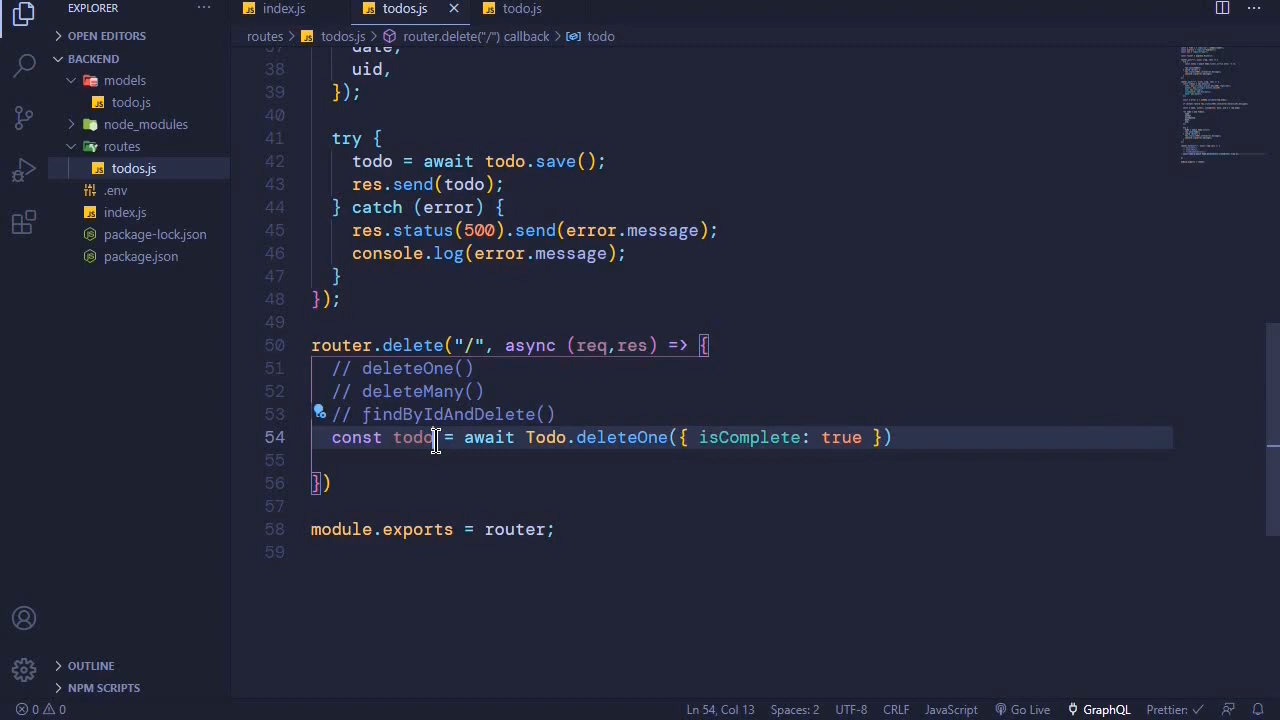 EXPLORER
...
index.js
todos.js
todo.js
...
OPEN EDITORS
routes > todos.js > router.delete("/") callback > todo
BACKEND
models
todo.js
node_modules
routes
todos.js
.env
index.js
package-lock.json
package.json
37 date,
38 uid,
39 });
40
41 try {
42 todo = await todo.save();
43 res.send(todo);
44 } catch (error) {
45 res.status(500).send(error.message);
46 console.log(error.message);
47 }
48 });
49
50 router.delete("/", async (req,res) => {
51 // deleteOne()
52 // deleteMany()
53 // findByIdAndDelete()
54 const todo = await Todo.deleteOne({ isComplete: true })
55
56 })
57
58 module.exports = router;
59
OUTLINE
NPM SCRIPTS
0 0
Ln 54, Col 13
Spaces: 2
UTF-8
CRLF
JavaScript
Go Live
GraphQL
Prettier: ✓